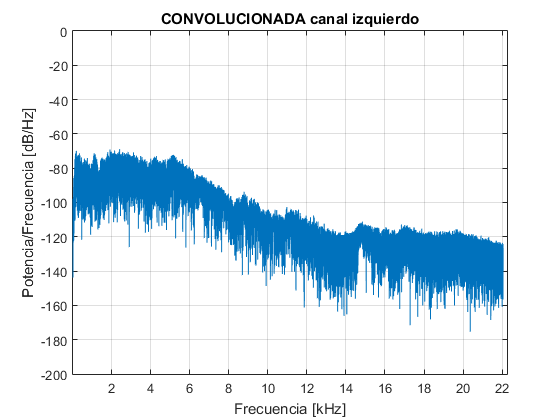 CONVOLUCIONADA canal izquierdo
Potencia/Frecuencia [dB/Hz]
0
-20
-40
-60
-80
-100
-120
-140
-160
-180
-200
2 4 6 8 10 12 14 16 18 20 22
Frecuencia [kHz]